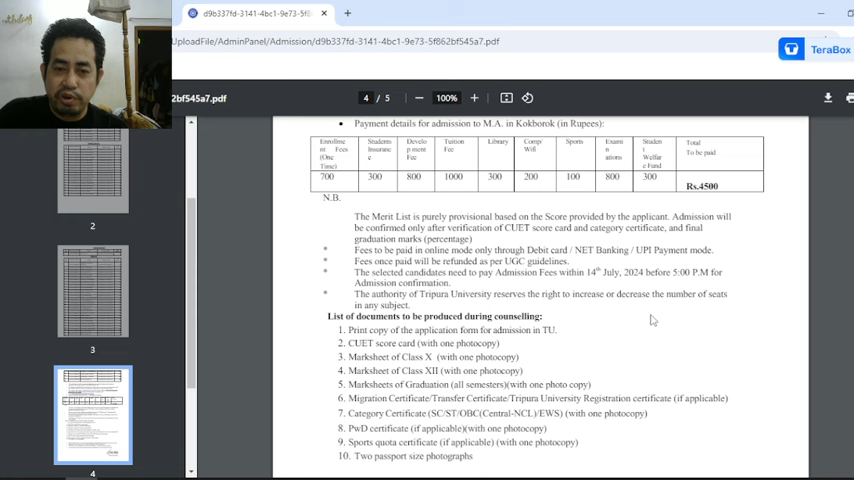 d9b337fd-3141-4bc1-9e73-5f8
UploadFile/AdminPanel/Admission/d9b337fd-3141-4bc1-9e73-5f862bf545a7.pdf
TeraBox
2bf545a7.pdf
4 / 5
100%
• Payment details for admission to M.A. in Kokborok (in Rupees):
Enrollme nt Fees (One Time) Students Insuranc e Develo p ment Fee Tuition Fee Library Comp/ Wifi Sports Exami n ations Studen t Welfar e Fund Total To be paid
700 300 800 1000 300 200 100 800 300 Rs.4500
N.B.
The Merit List is purely provisional based on the Score provided by the applicant. Admission will
be confirmed only after verification of CUET score card and category certificate, and final
graduation marks (percentage)
* Fees to be paid in online mode only through Debit card / NET Banking / UPI Payment mode.
* Fees once paid will be refunded as per UGC guidelines.
* The selected candidates need to pay Admission Fees within 14th July, 2024 before 5:00 P.M for
Admission confirmation.
* The authority of Tripura University reserves the right to increase or decrease the number of seats
in any subject.
List of documents to be produced during counselling:
1. Print copy of the application form for admission in TU.
2. CUET score card (with one photocopy)
3. Marksheet of Class X (with one photocopy)
4. Marksheet of Class XII (with one photocopy)
5. Marksheets of Graduation (all semesters)(with one photo copy)
6. Migration Certificate/Transfer Certificate/Tripura University Registration certificate (if applicable)
7. Category Certificate (SC/ST/OBC(Central-NCL)/EWS) (with one photocopy)
8. PwD certificate (if applicable)(with one photocopy)
9. Sports quota certificate (if applicable) (with one photocopy)
10. Two passport size photographs
2
3
4